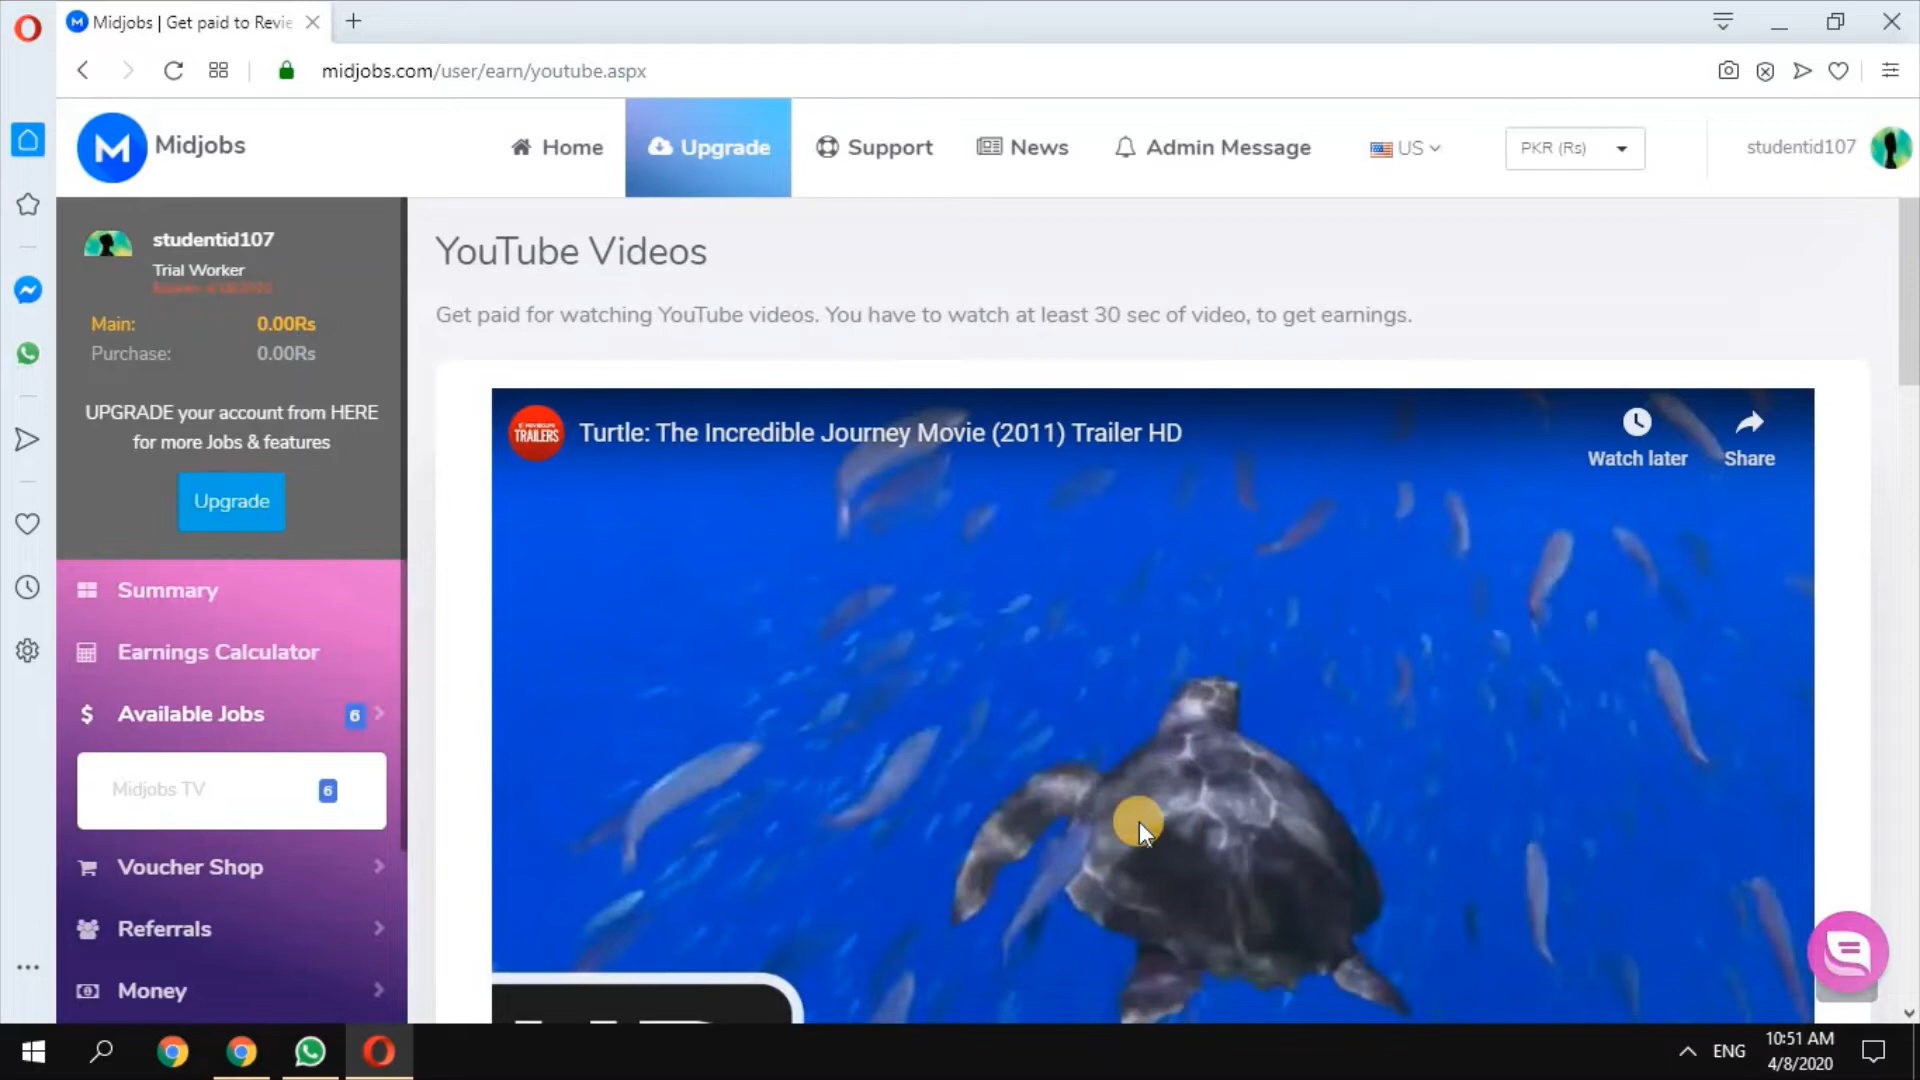 Midjobs | Get paid to Revie
midjobs.com/user/earn/youtube.aspx
M Midjobs
Home
Upgrade
Support
News
Admin Message
US
PKR (Rs)
studentid107
studentid107
Trial Worker
Main: 0.00Rs
Purchase: 0.00Rs
UPGRADE your account from HERE
for more Jobs & features
Upgrade
Summary
Earnings Calculator
$ Available Jobs 6
Midjobs TV 6
Voucher Shop
Referrals
Money
YouTube Videos
Get paid for watching YouTube videos. You have to watch at least 30 sec of video, to get earnings.
TRAILERS
Turtle: The Incredible Journey Movie (2011) Trailer HD
Watch later
Share
ENG
10:51 AM
4/8/2020